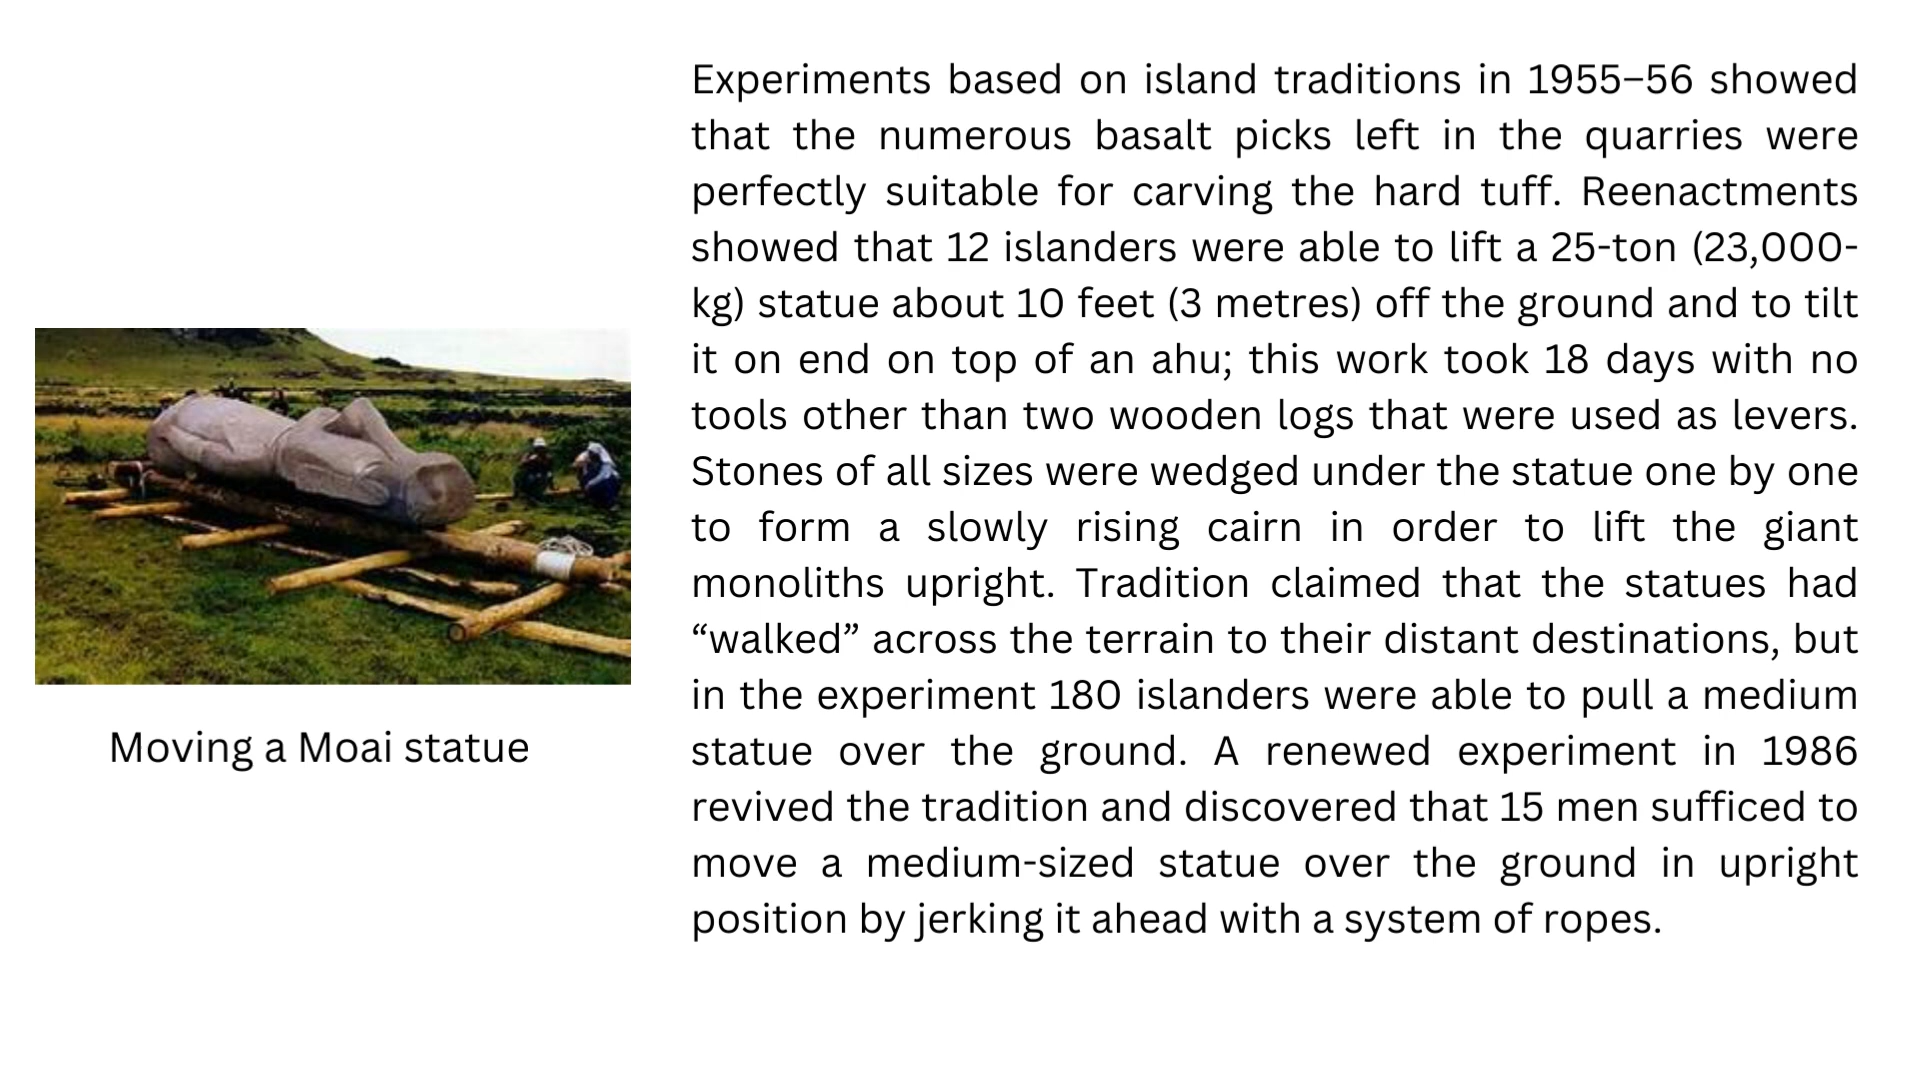 Experiments based on island traditions in 1955–56 showed
that the numerous basalt picks left in the quarries were
perfectly suitable for carving the hard tuff. Reenactments
showed that 12 islanders were able to lift a 25-ton (23,000-
kg) statue about 10 feet (3 metres) off the ground and to tilt
it on end on top of an ahu; this work took 18 days with no
tools other than two wooden logs that were used as levers.
Stones of all sizes were wedged under the statue one by one
to form a slowly rising cairn in order to lift the giant
monoliths upright. Tradition claimed that the statues had
“walked” across the terrain to their distant destinations, but
in the experiment 180 islanders were able to pull a medium
statue over the ground. A renewed experiment in 1986
revived the tradition and discovered that 15 men sufficed to
move a medium-sized statue over the ground in upright
position by jerking it ahead with a system of ropes.
Moving a Moai statue